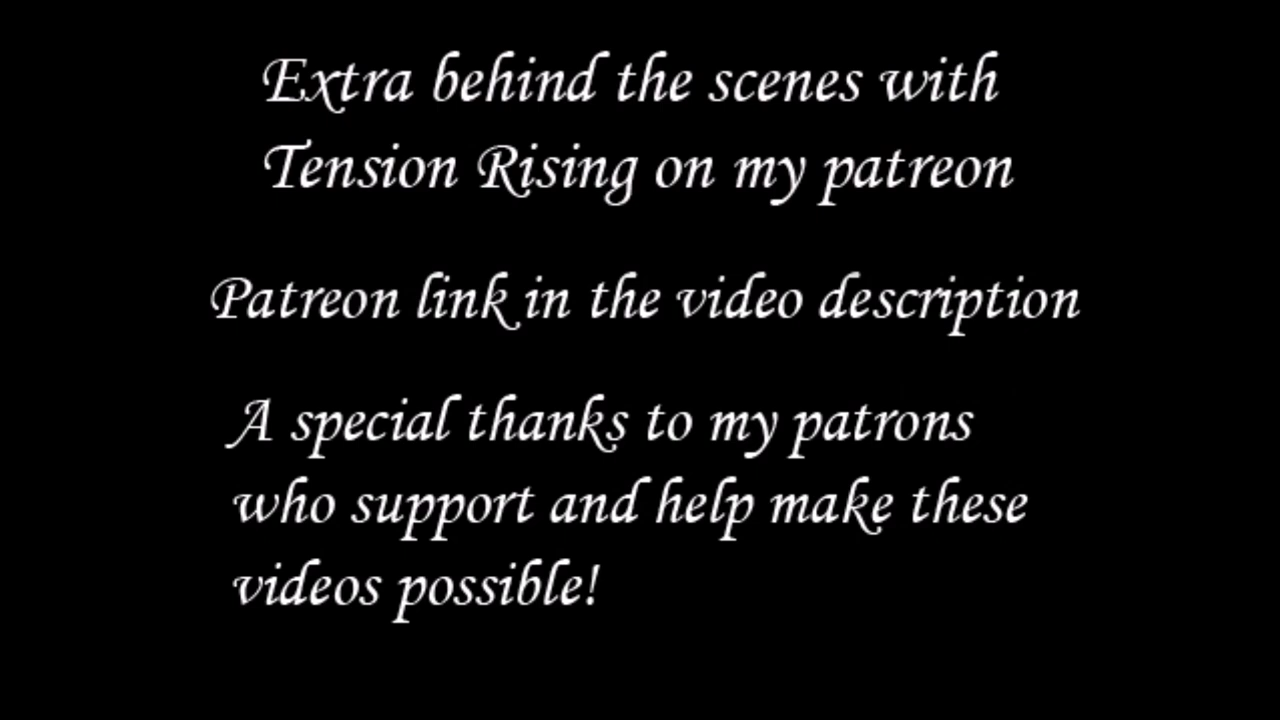 Extra behind the scenes with
Tension Rising on my patreon
Patreon link in the video description
A special thanks to my patrons
who support and help make these
videos possible!